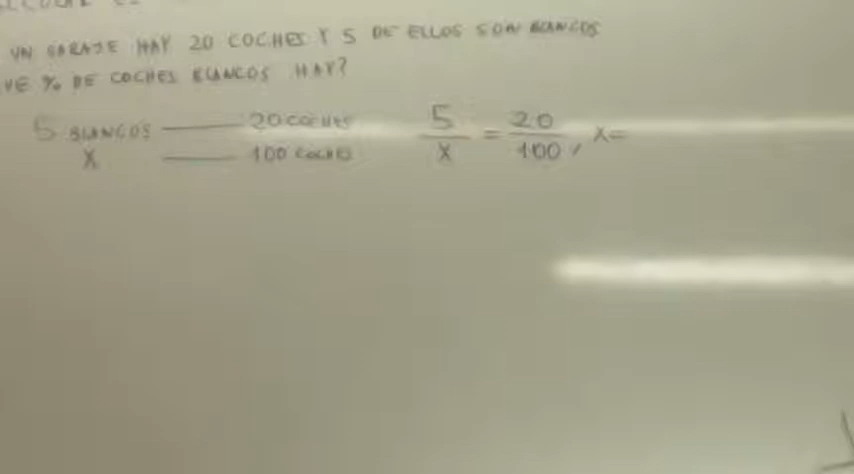 UN GARAJE HAY 20 COCHES Y 5 DE ELLOS SON BLANCOS
UE % DE COCHES BLANCOS HAY?
5 BLANCOS —— 20 COCHES
X —— 100 COCHES
5/X = 20/100, X=